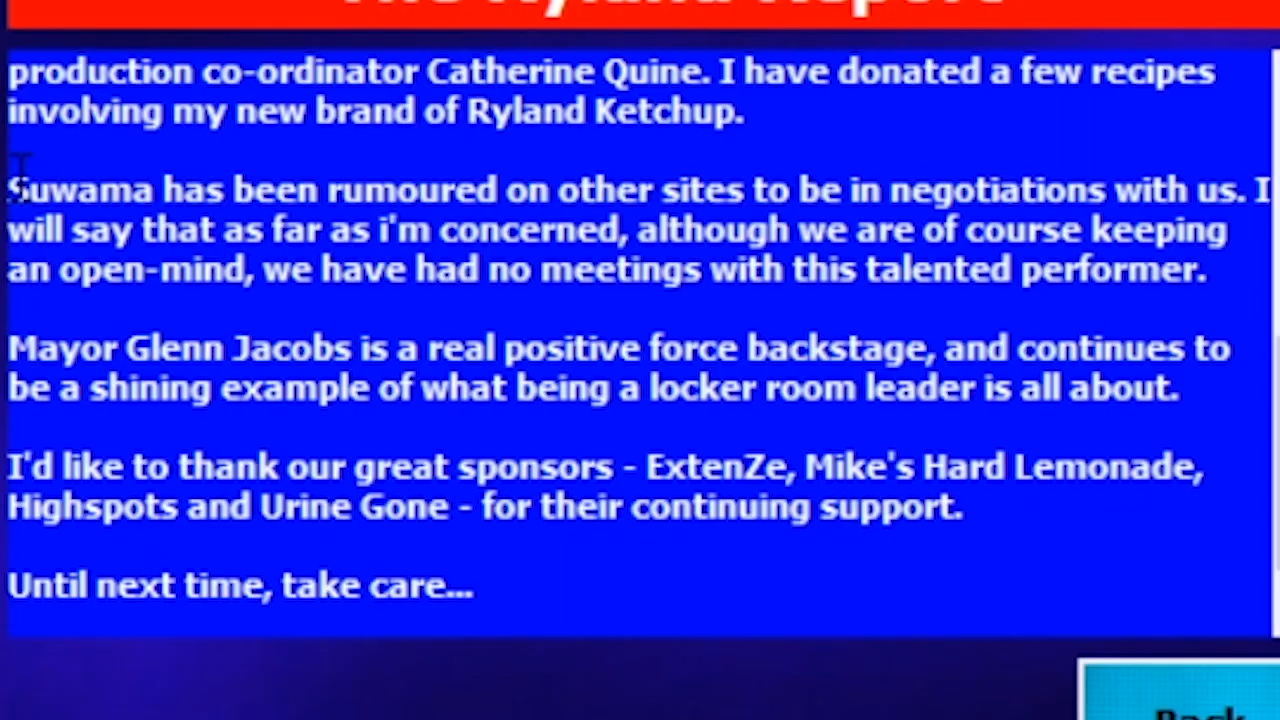 The Ryland Report
production co-ordinator Catherine Quine. I have donated a few recipes
involving my new brand of Ryland Ketchup.
Suwama has been rumoured on other sites to be in negotiations with us. I
will say that as far as i'm concerned, although we are of course keeping
an open-mind, we have had no meetings with this talented performer.
Mayor Glenn Jacobs is a real positive force backstage, and continues to
be a shining example of what being a locker room leader is all about.
I'd like to thank our great sponsors - ExtenZe, Mike's Hard Lemonade,
Highspots and Urine Gone - for their continuing support.
Until next time, take care...
Back